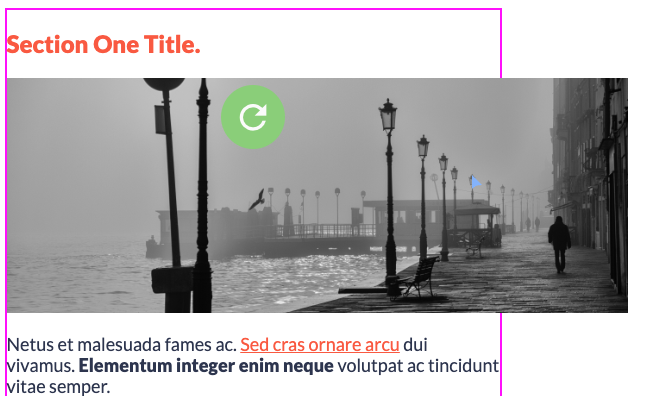 Section One Title.
Netus et malesuada fames ac. Sed cras ornare arcu dui
vivamus. Elementum integer enim neque volutpat ac tincidunt
vitae semper.